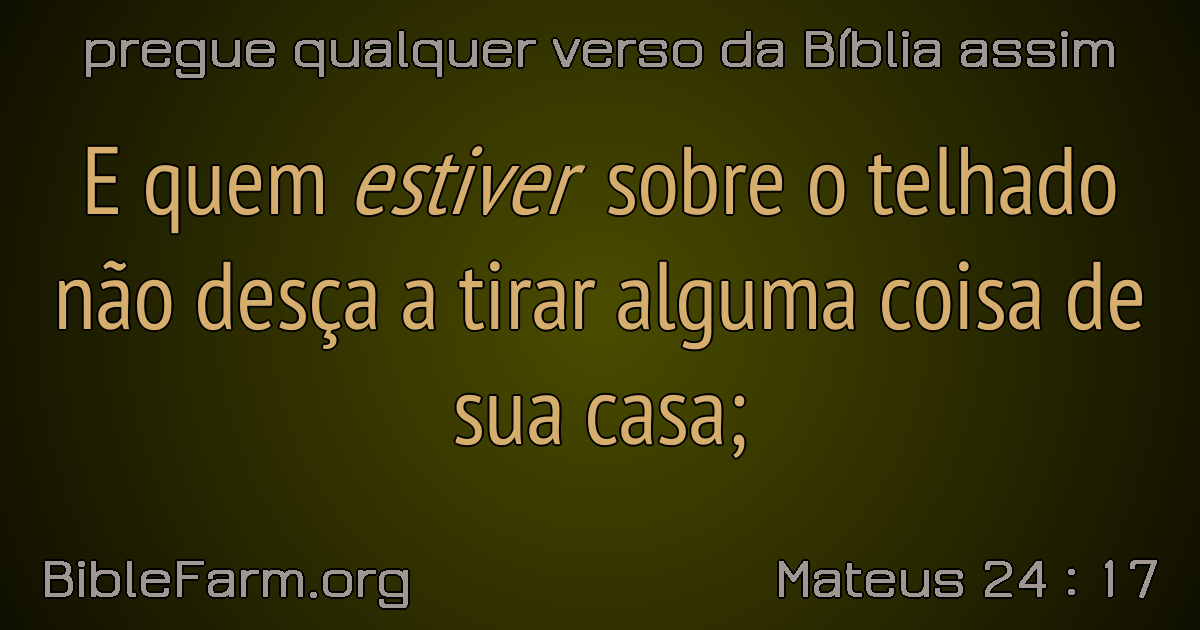 pregue qualquer verso da Bíblia assim
E quem estiver sobre o telhado
não desça a tirar alguma coisa de
sua casa;
BibleFarm.org
Mateus 24 : 17